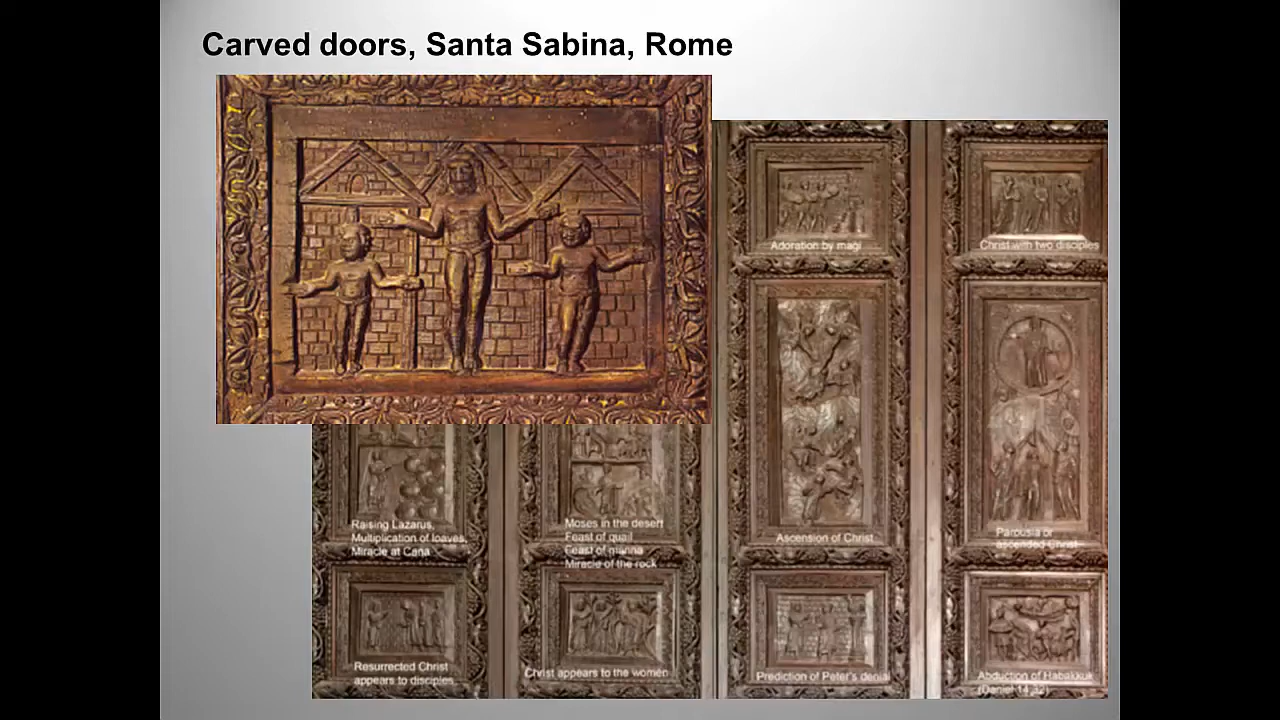 Carved doors, Santa Sabina, Rome
Adoration by magi
Christ with two disciples
Raising Lazarus,
Multiplication of loaves,
Miracle at Cana
Moses in the desert
Feast of quail
Feast of manna
Miracle of the rock
Ascension of Christ
Parousia or
ascended Christ
Resurrected Christ
appears to disciples
Christ appears to the women
Prediction of Peter's denial
Abduction of Habakkuk
(Daniel 14,32)